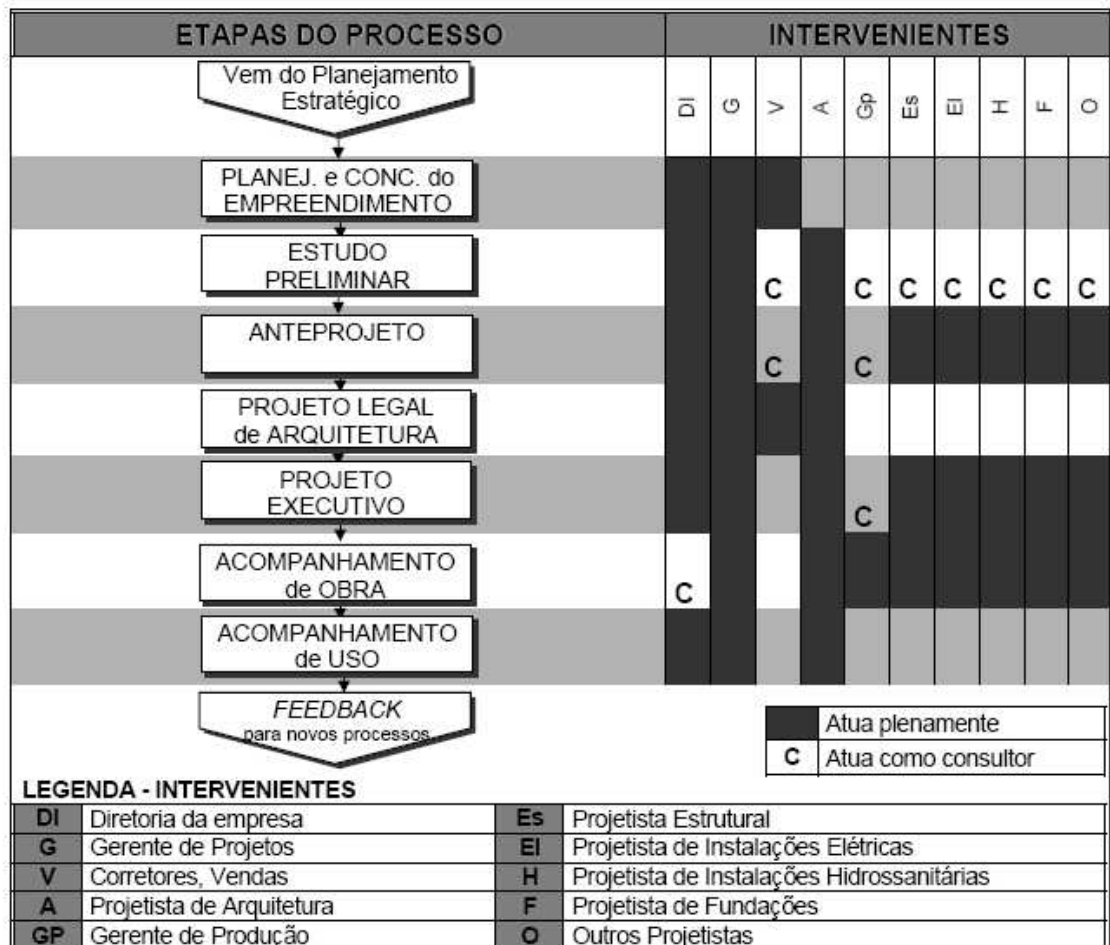 ETAPAS DO PROCESSO
INTERVENIENTES
Vem do Planejamento
Estratégico
DI G V A Gp Es El H F O
PLANEJ. e CONC. do
EMPREENDIMENTO
ESTUDO
PRELIMINAR
C C C C C C C
ANTEPROJETO
C C
PROJETO LEGAL
de ARQUITETURA
PROJETO
EXECUTIVO
C
ACOMPANHAMENTO
de OBRA
C
ACOMPANHAMENTO
de USO
FEEDBACK
para novos processos
Atua plenamente
C Atua como consultor
LEGENDA - INTERVENIENTES
DI Diretoria da empresa Es Projetista Estrutural
G Gerente de Projetos El Projetista de Instalações Elétricas
V Corretores, Vendas H Projetista de Instalações Hidrossanitárias
A Projetista de Arquitetura F Projetista de Fundações
GP Gerente de Produção O Outros Projetistas